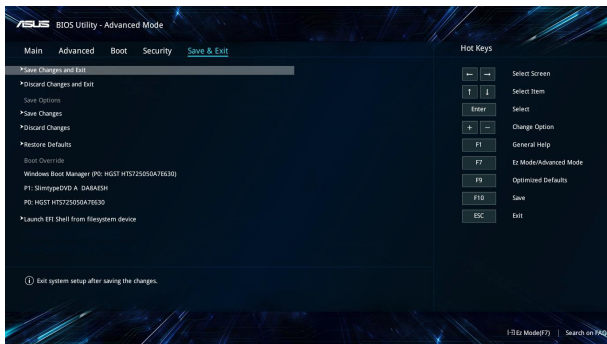 ASUS BIOS Utility - Advanced Mode
Main Advanced Boot Security Save & Exit
Save Changes and Exit
Discard Changes and Exit
Save Options
Save Changes
Discard Changes
Restore Defaults
Boot Override
Windows Boot Manager (P0: HGST HTS725050A7E630)
P1: SlimtypeDVD A DA8AESH
P0: HGST HTS725050A7E630
Launch EFI Shell from filesystem device
Exit system setup after saving the changes.
Hot Keys
← → Select Screen
↑ ↓ Select Item
Enter Select
+ − Change Option
F1 General Help
F7 Ez Mode/Advanced Mode
F9 Optimized Defaults
F10 Save
ESC Exit
Ez Mode(F7) | Search on FAQ